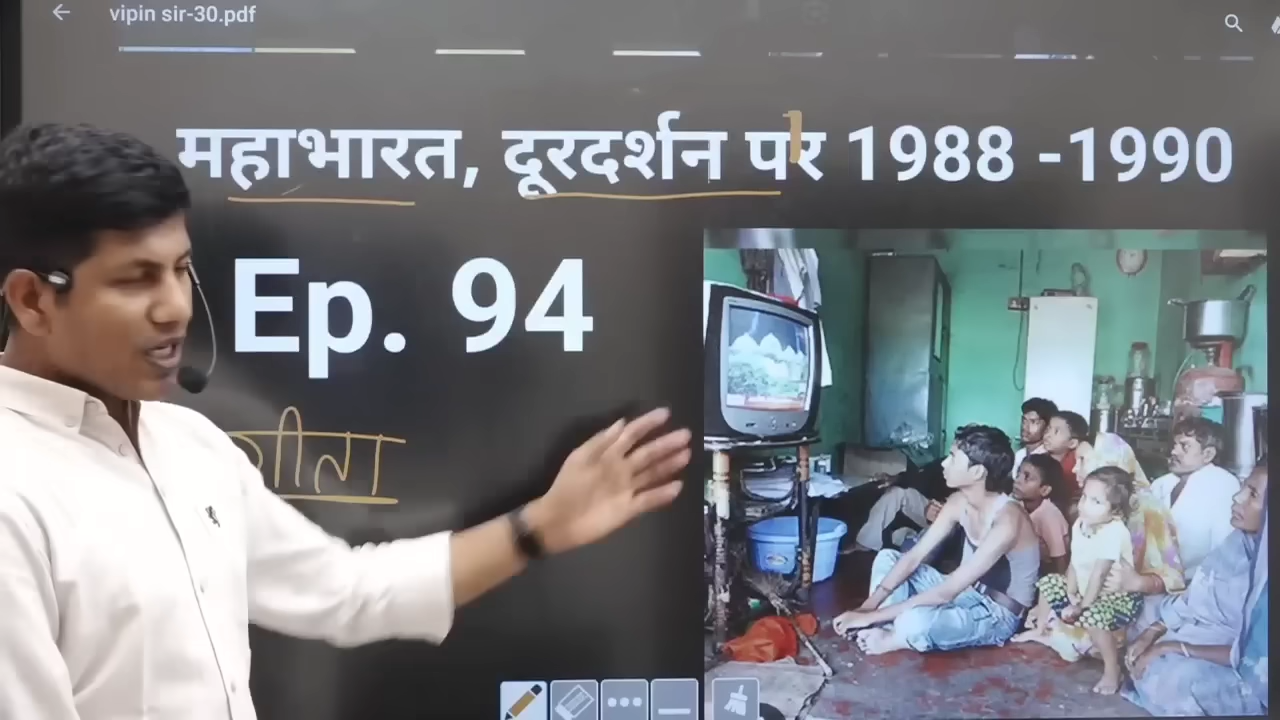 vipin sir-30.pdf
महाभारत, दूरदर्शन पर 1988 -1990
Ep. 94
गीता